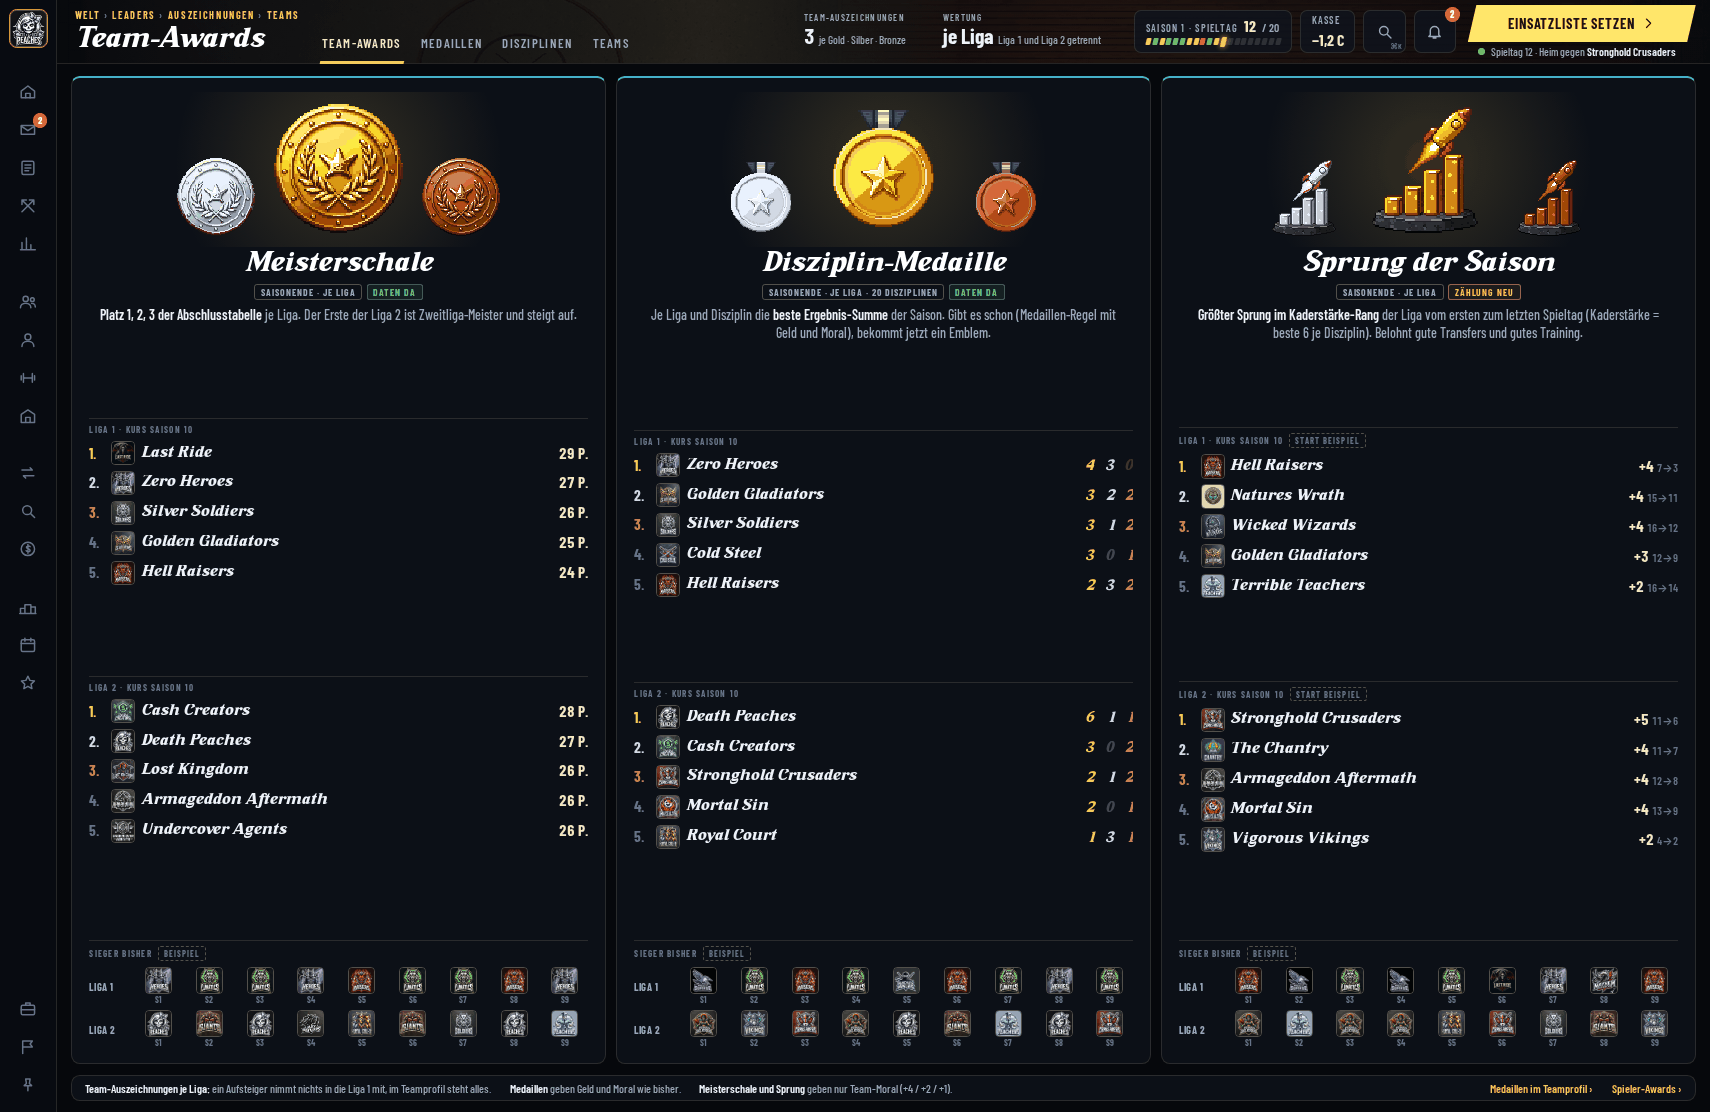 WELT › LEADERS › AUSZEICHNUNGEN › TEAMS
Team-Awards
TEAM-AWARDS MEDAILLEN DISZIPLINEN TEAMS
TEAM-AUSZEICHNUNGEN
3 je Gold · Silber · Bronze
WERTUNG
je Liga Liga 1 und Liga 2 getrennt
SAISON 1 · SPIELTAG 12 / 20
KASSE
−1,2 C
⌘K
2
EINSATZLISTE SETZEN ›
Spieltag 12 · Heim gegen Stronghold Crusaders
2
Meisterschale
SAISONENDE · JE LIGA DATEN DA
Platz 1, 2, 3 der Abschlusstabelle je Liga. Der Erste der Liga 2 ist Zweitliga-Meister und steigt auf.
LIGA 1 · KURS SAISON 10
1. Last Ride 29 P.
2. Zero Heroes 27 P.
3. Silver Soldiers 26 P.
4. Golden Gladiators 25 P.
5. Hell Raisers 24 P.
LIGA 2 · KURS SAISON 10
1. Cash Creators 28 P.
2. Death Peaches 27 P.
3. Lost Kingdom 26 P.
4. Armageddon Aftermath 26 P.
5. Undercover Agents 26 P.
SIEGER BISHER BEISPIEL
LIGA 1
S1 S2 S3 S4 S5 S6 S7 S8 S9
LIGA 2
S1 S2 S3 S4 S5 S6 S7 S8 S9
Disziplin-Medaille
SAISONENDE · JE LIGA · 20 DISZIPLINEN DATEN DA
Je Liga und Disziplin die beste Ergebnis-Summe der Saison. Gibt es schon (Medaillen-Regel mit
Geld und Moral), bekommt jetzt ein Emblem.
LIGA 1 · KURS SAISON 10
1. Zero Heroes 4 3 0
2. Golden Gladiators 3 2 2
3. Silver Soldiers 3 1 2
4. Cold Steel 3 0 1
5. Hell Raisers 2 3 2
LIGA 2 · KURS SAISON 10
1. Death Peaches 6 1 1
2. Cash Creators 3 0 2
3. Stronghold Crusaders 2 1 2
4. Mortal Sin 2 0 1
5. Royal Court 1 3 1
SIEGER BISHER BEISPIEL
LIGA 1
S1 S2 S3 S4 S5 S6 S7 S8 S9
LIGA 2
S1 S2 S3 S4 S5 S6 S7 S8 S9
Sprung der Saison
SAISONENDE · JE LIGA ZÄHLUNG NEU
Größter Sprung im Kaderstärke-Rang der Liga vom ersten zum letzten Spieltag (Kaderstärke =
beste 6 je Disziplin). Belohnt gute Transfers und gutes Training.
LIGA 1 · KURS SAISON 10 START BEISPIEL
1. Hell Raisers +4 7→3
2. Natures Wrath +4 15→11
3. Wicked Wizards +4 16→12
4. Golden Gladiators +3 12→9
5. Terrible Teachers +2 16→14
LIGA 2 · KURS SAISON 10 START BEISPIEL
1. Stronghold Crusaders +5 11→6
2. The Chantry +4 11→7
3. Armageddon Aftermath +4 12→8
4. Mortal Sin +4 13→9
5. Vigorous Vikings +2 4→2
SIEGER BISHER BEISPIEL
LIGA 1
S1 S2 S3 S4 S5 S6 S7 S8 S9
LIGA 2
S1 S2 S3 S4 S5 S6 S7 S8 S9
Team-Auszeichnungen je Liga: ein Aufsteiger nimmt nichts in die Liga 1 mit, im Teamprofil steht alles. Medaillen geben Geld und Moral wie bisher. Meisterschale und Sprung geben nur Team-Moral (+4 / +2 / +1).
Medaillen im Teamprofil › Spieler-Awards ›